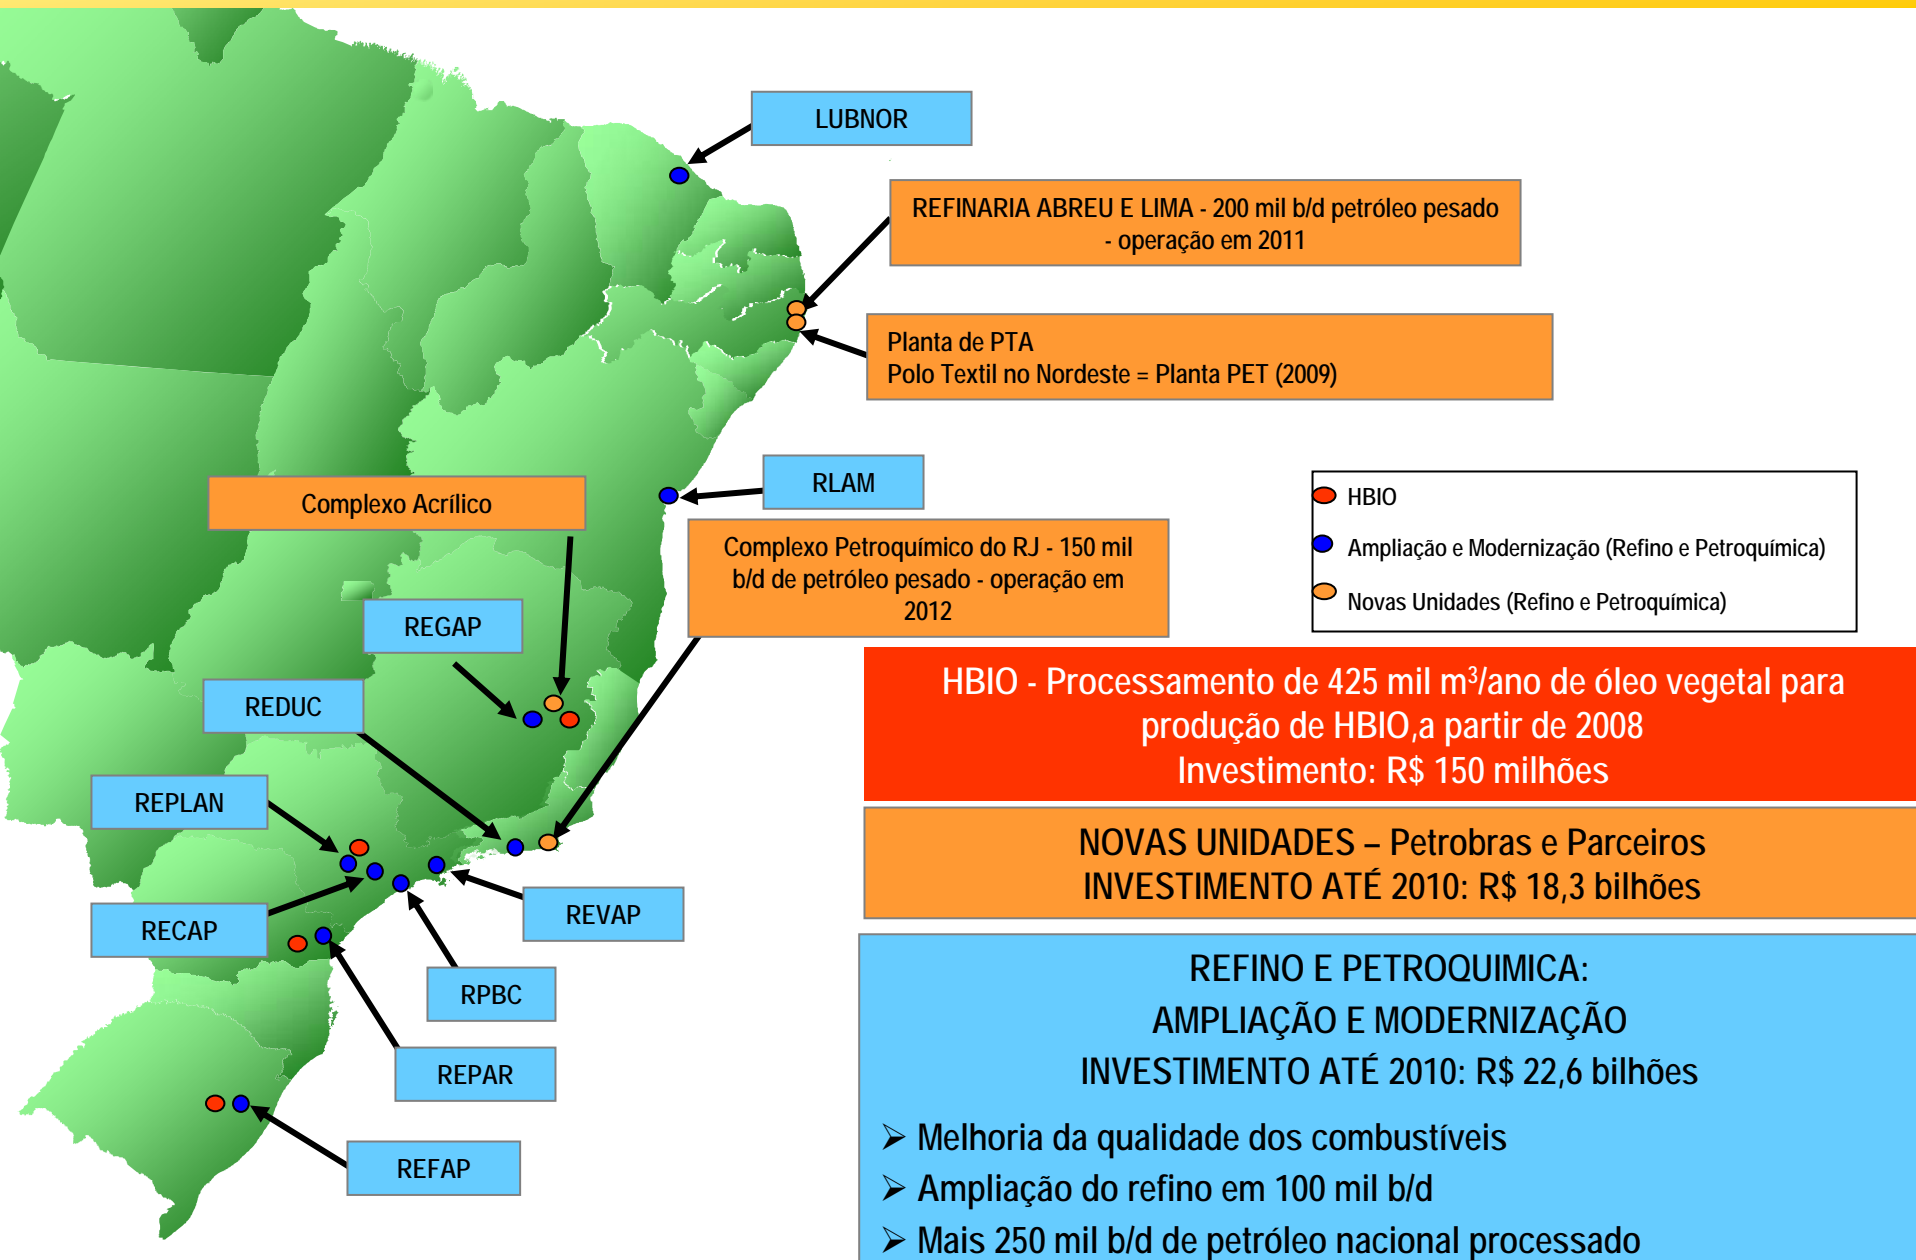 LUBNOR
REFINARIA ABREU E LIMA - 200 mil b/d petróleo pesado
- operação em 2011
Planta de PTA
Polo Textil no Nordeste = Planta PET (2009)
RLAM
Complexo Acrílico
Complexo Petroquímico do RJ - 150 mil
b/d de petróleo pesado - operação em
2012
HBIO
Ampliação e Modernização (Refino e Petroquímica)
Novas Unidades (Refino e Petroquímica)
REGAP
REDUC
REPLAN
RECAP
REVAP
RPBC
REPAR
REFAP
HBIO - Processamento de 425 mil m³/ano de óleo vegetal para
produção de HBIO,a partir de 2008
Investimento: R$ 150 milhões
NOVAS UNIDADES – Petrobras e Parceiros
INVESTIMENTO ATÉ 2010: R$ 18,3 bilhões
REFINO E PETROQUIMICA:
AMPLIAÇÃO E MODERNIZAÇÃO
INVESTIMENTO ATÉ 2010: R$ 22,6 bilhões
➢ Melhoria da qualidade dos combustíveis
➢ Ampliação do refino em 100 mil b/d
➢ Mais 250 mil b/d de petróleo nacional processado